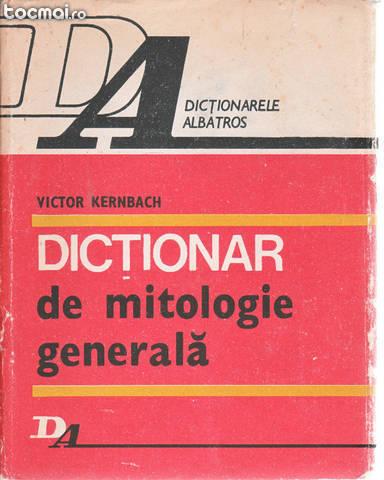 tocmai.ro
DA
DICȚIONARELE
ALBATROS
VICTOR KERNBACH
DICȚIONAR
de mitologie
generală
DA